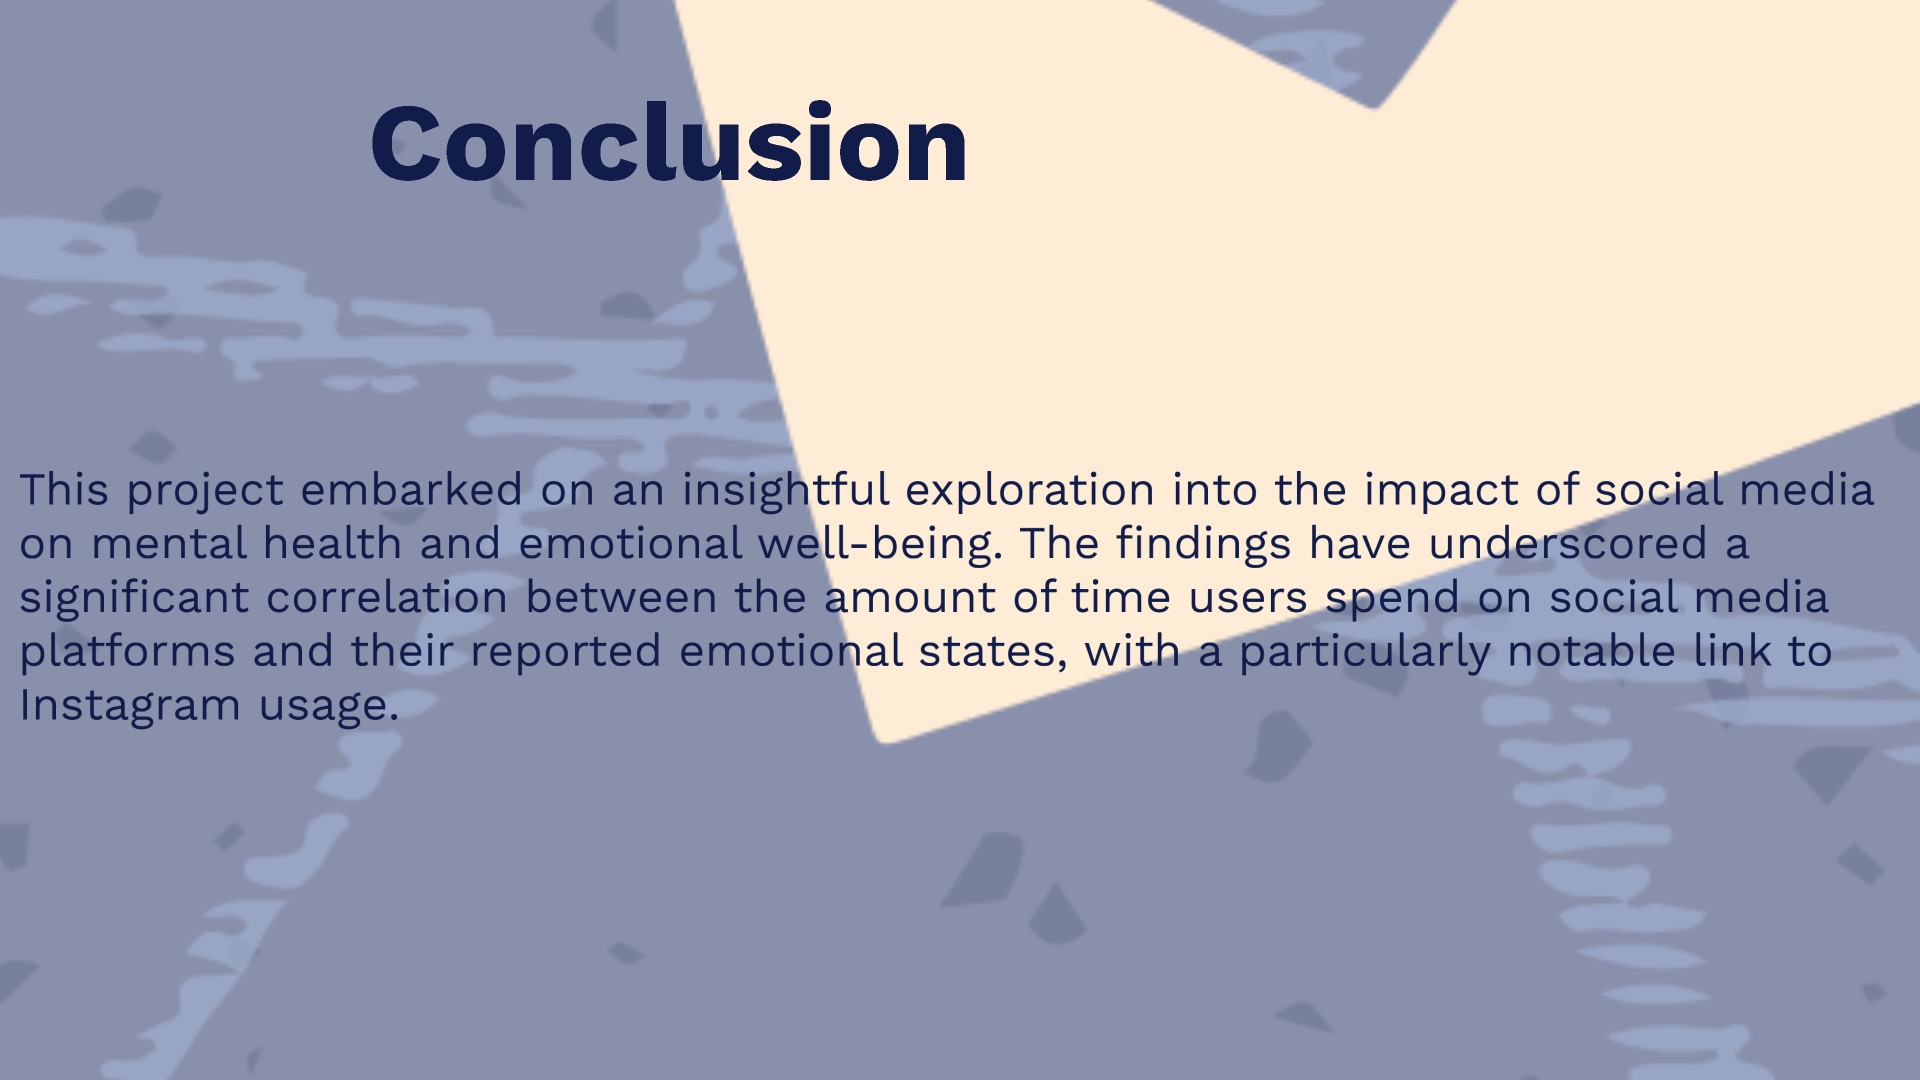 Conclusion
This project embarked on an insightful exploration into the impact of social media
on mental health and emotional well-being. The findings have underscored a
significant correlation between the amount of time users spend on social media
platforms and their reported emotional states, with a particularly notable link to
Instagram usage.